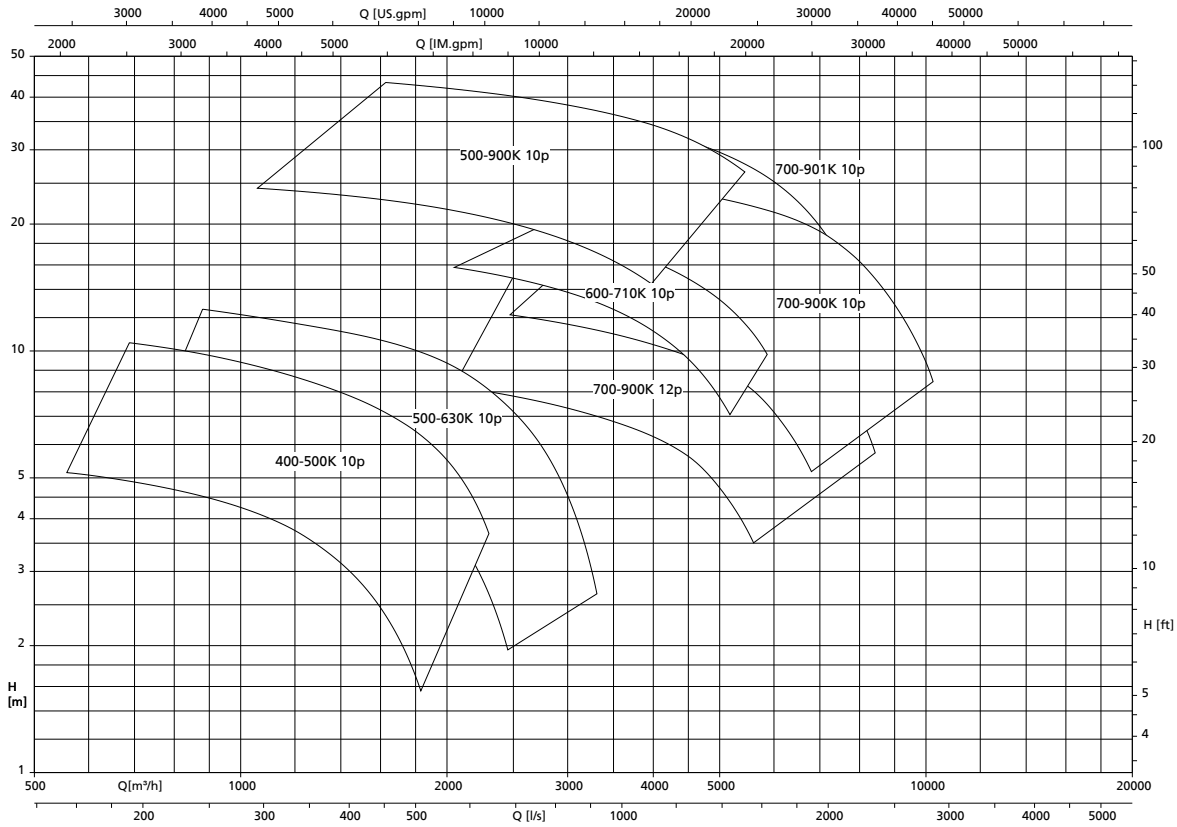 3000 4000 5000 Q [US.gpm] 10000 20000 30000 40000 50000
2000 3000 4000 5000 Q [IM.gpm] 10000 20000 30000 40000 50000
50
40
30
20
10
5
4
3
2
H
[m]
1
500-900K 10p
700-901K 10p
600-710K 10p
700-900K 10p
700-900K 12p
500-630K 10p
400-500K 10p
100
50
40
30
20
10
H [ft]
5
4
500 Q[m³/h] 1000 2000 3000 4000 5000 10000 20000
200 300 400 500 Q [l/s] 1000 2000 3000 4000 5000